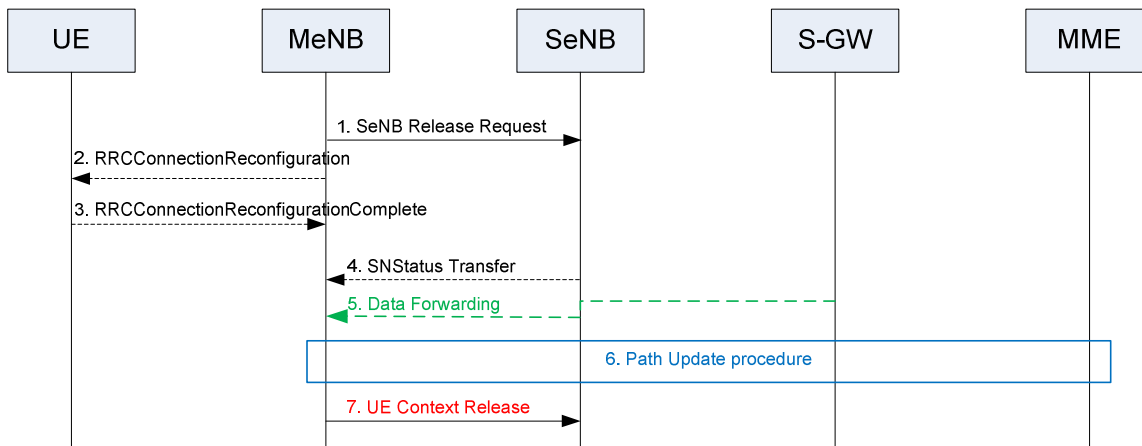 UE
MeNB
SeNB
S-GW
MME
1. SeNB Release Request
2. RRCConnectionReconfiguration
3. RRCConnectionReconfigurationComplete
4. SNStatus Transfer
5. Data Forwarding
6. Path Update procedure
7. UE Context Release